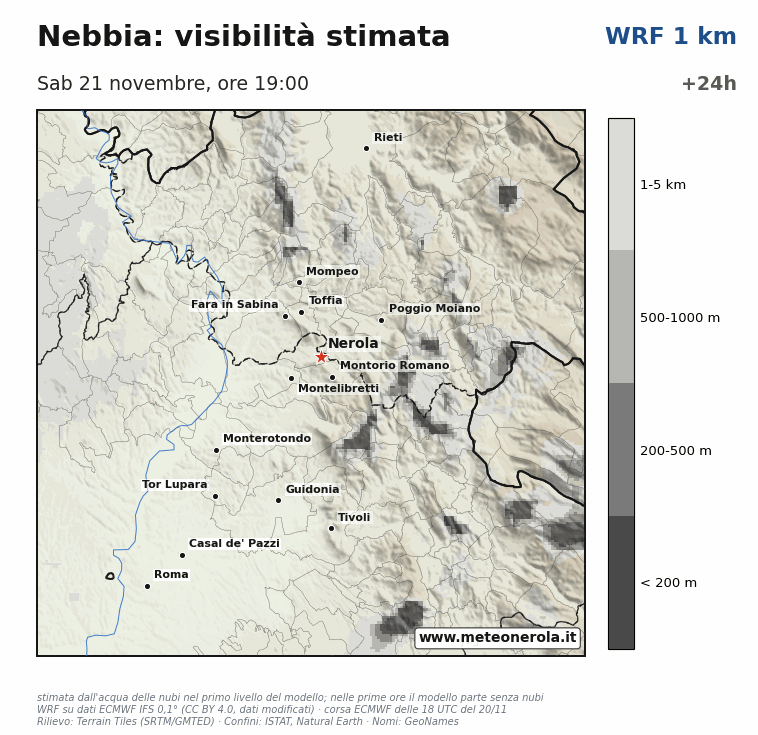 Nebbia: visibilità stimata
WRF 1 km
Sab 21 novembre, ore 19:00
+24h
Rieti
1-5 km
Mompeo
Toffia
Fara in Sabina
Poggio Moiano
500-1000 m
Nerola
Montorio Romano
Montelibretti
Monterotondo
200-500 m
Tor Lupara
Guidonia
Tivoli
Casal de' Pazzi
Roma
< 200 m
www.meteonerola.it
stimata dall'acqua delle nubi nel primo livello del modello; nelle prime ore il modello parte senza nubi
WRF su dati ECMWF IFS 0,1° (CC BY 4.0, dati modificati) · corsa ECMWF delle 18 UTC del 20/11
Rilievo: Terrain Tiles (SRTM/GMTED) · Confini: ISTAT, Natural Earth · Nomi: GeoNames